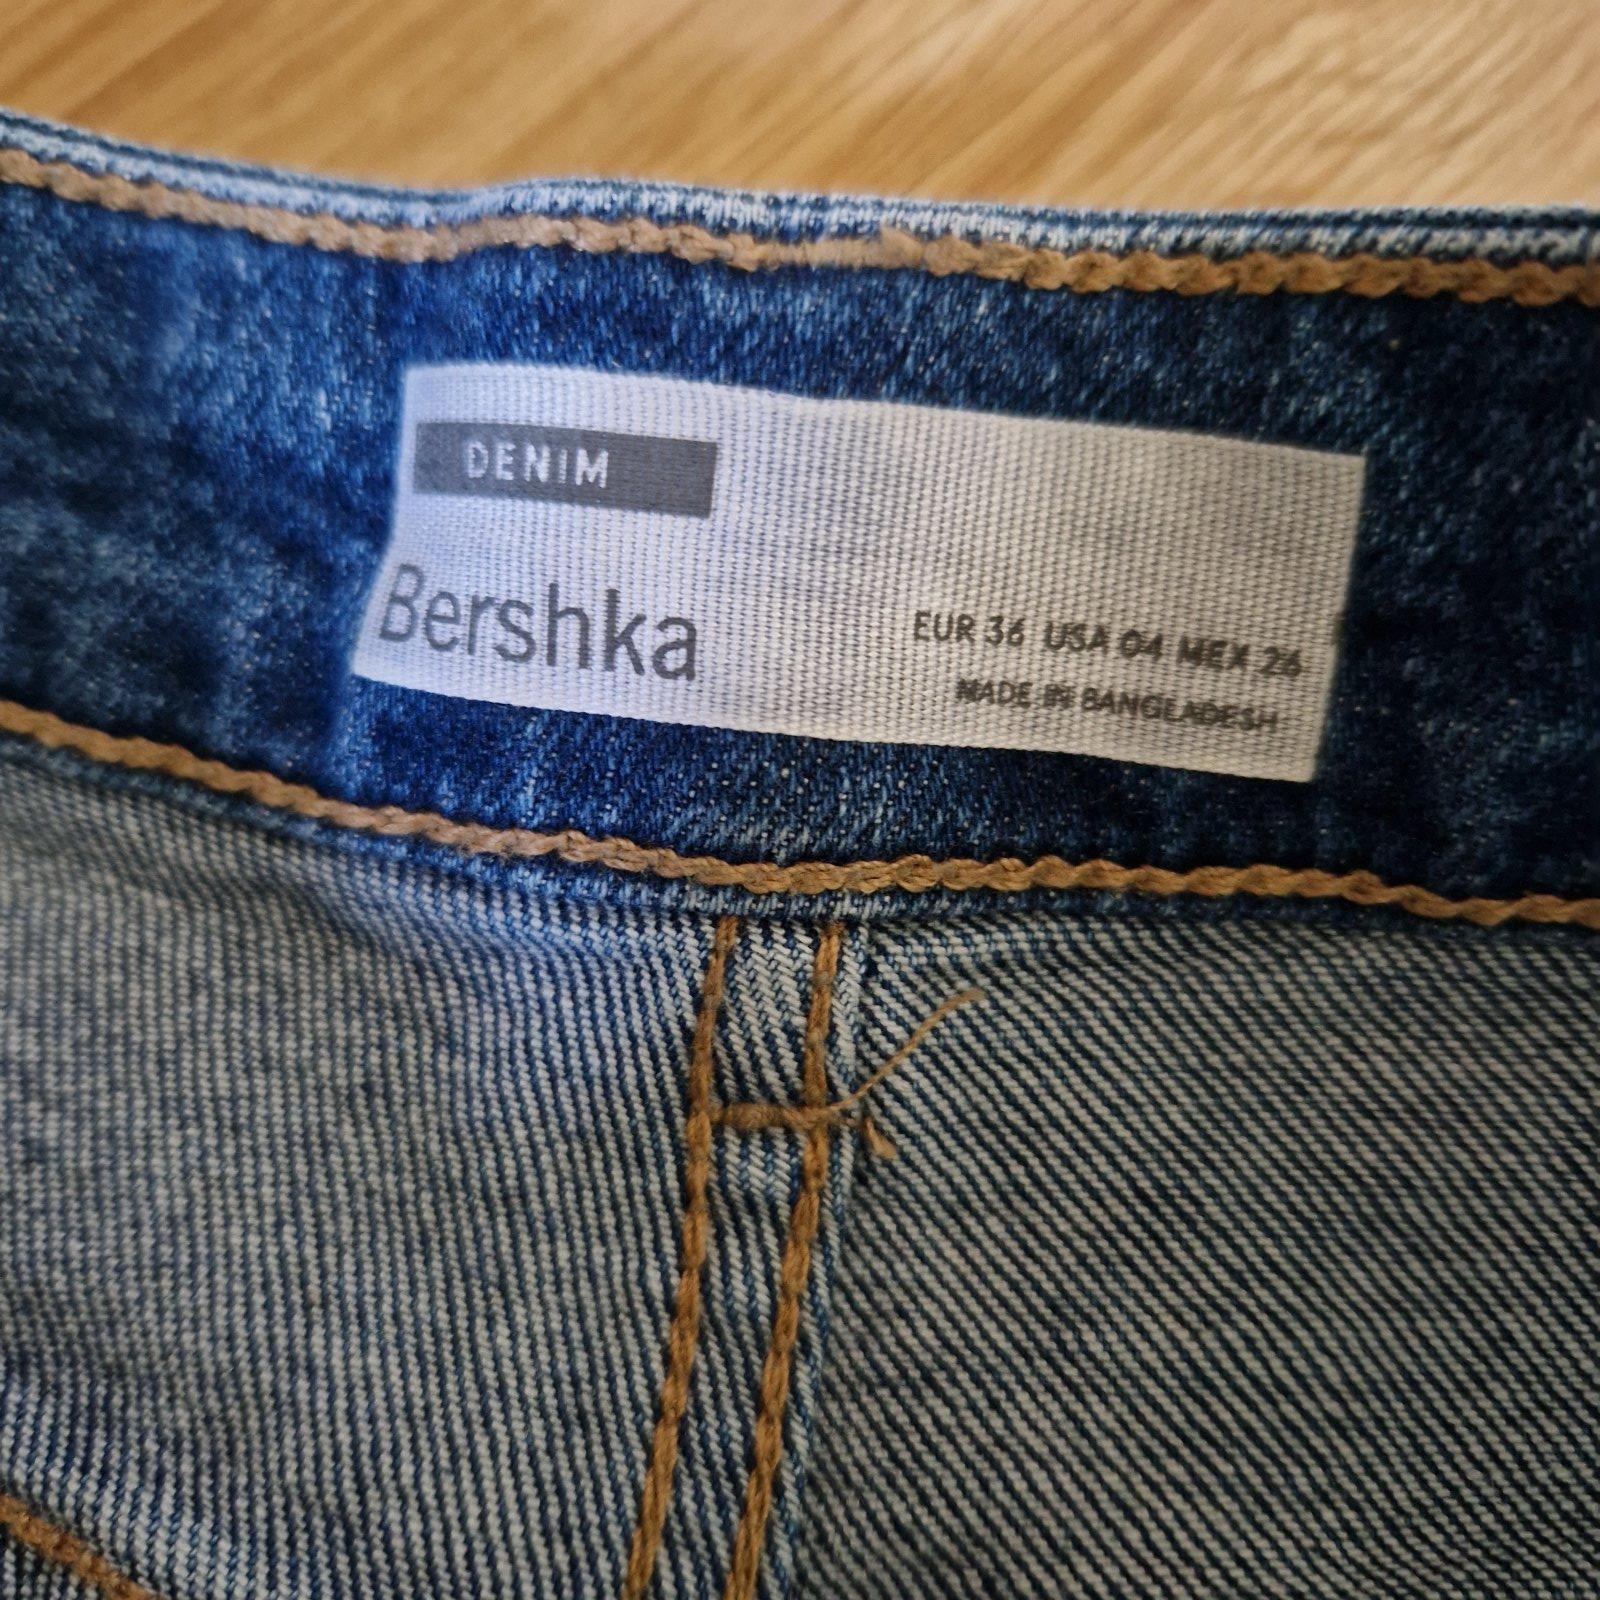 DENIM
Bershka
EUR 36 USA 04 MEX 26
MADE IN BANGLADESH